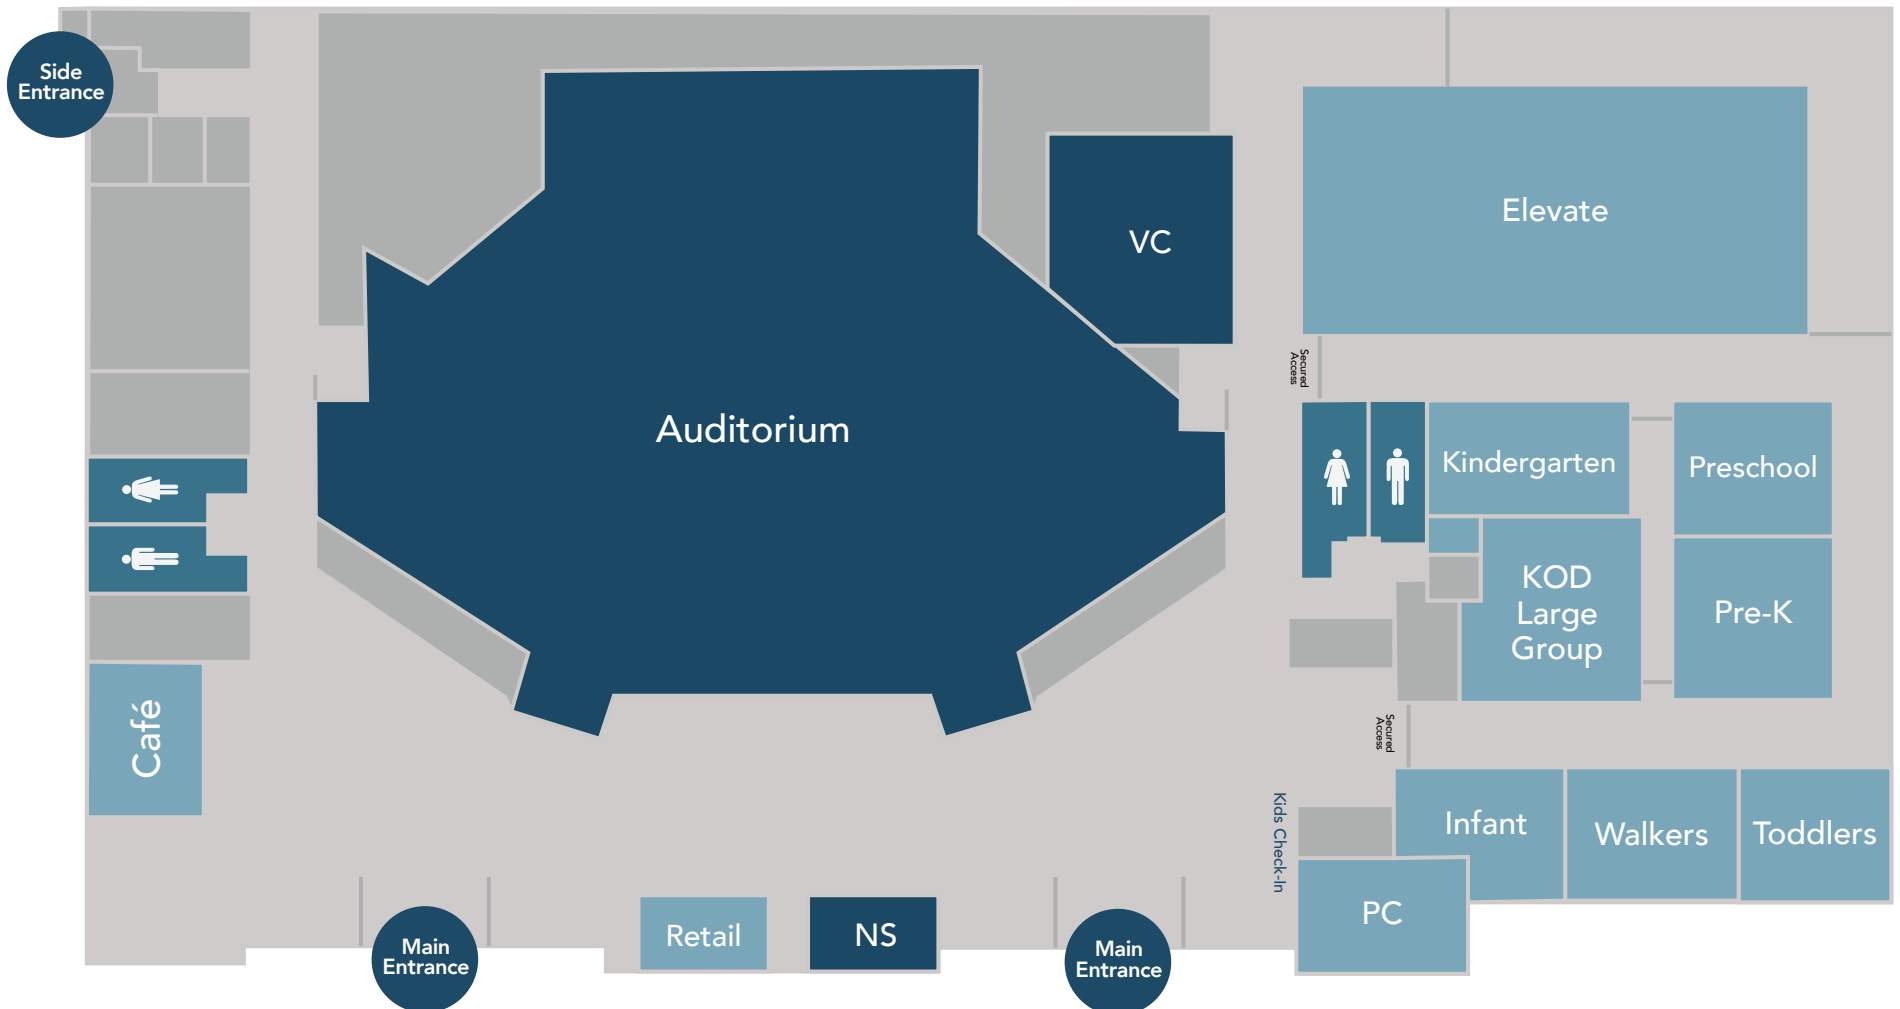 Side
Entrance
VC
Elevate
Secured
Access
Auditorium
Kindergarten
Preschool
KOD
Large
Group
Pre-K
Café
Secured
Access
Kids Check-In
Infant
Walkers
Toddlers
PC
Retail
NS
Main
Entrance
Main
Entrance